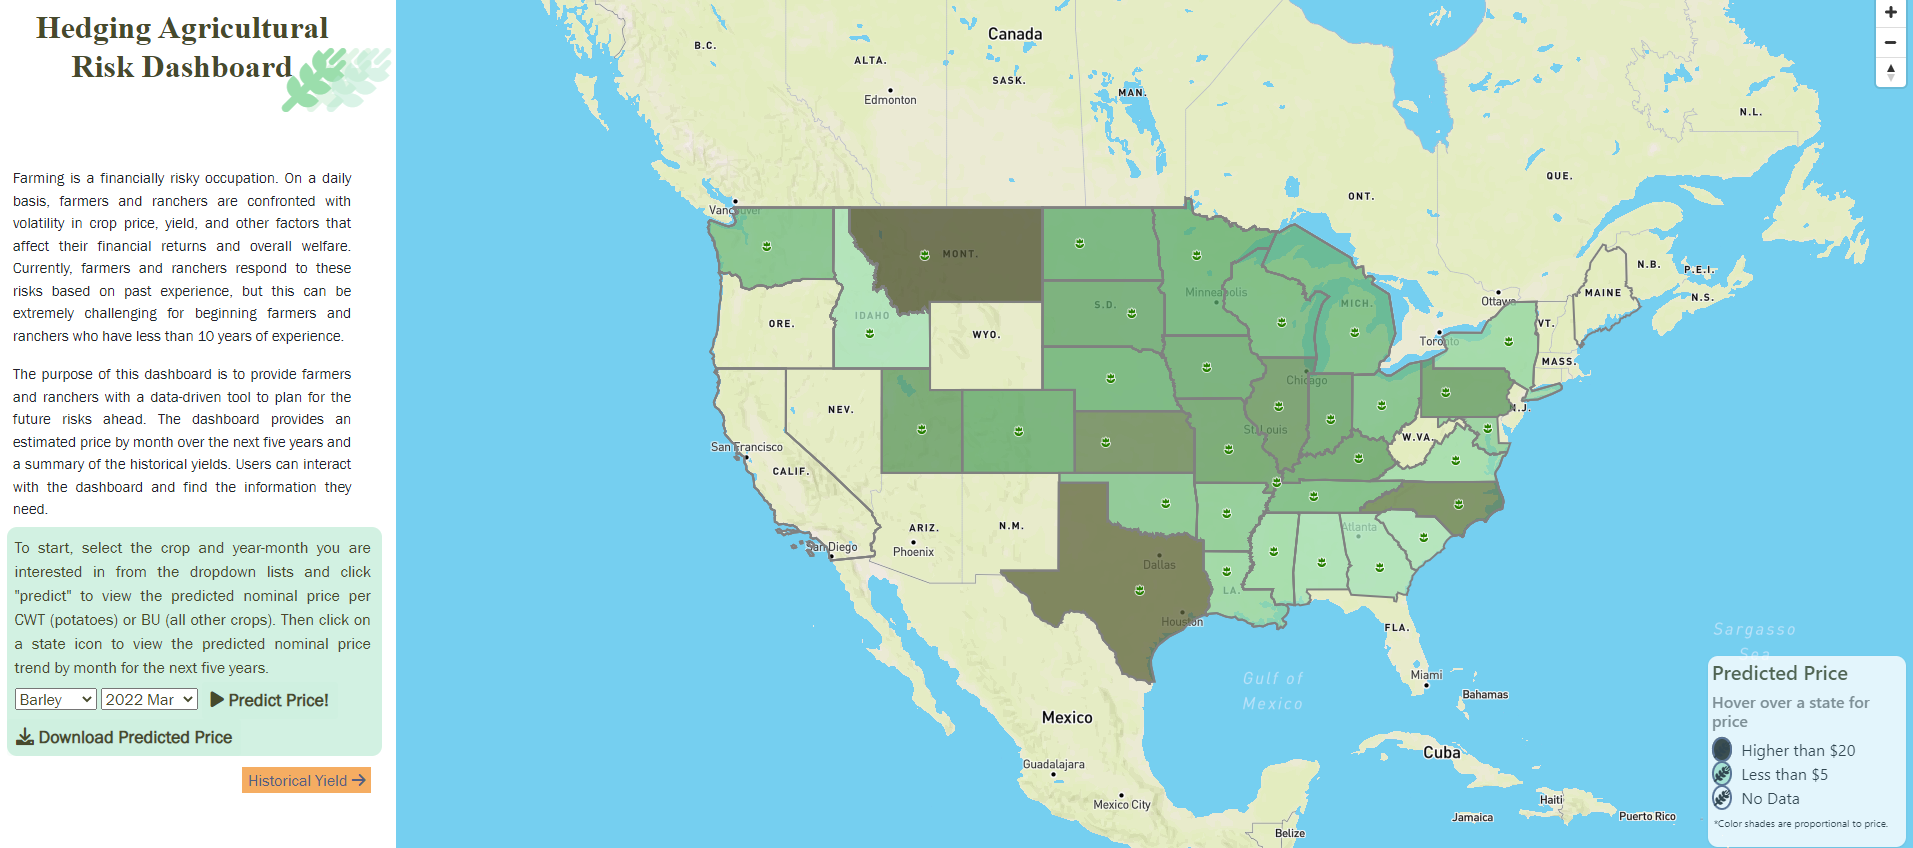 Hedging Agricultural
Risk Dashboard
Farming is a financially risky occupation. On a daily
basis, farmers and ranchers are confronted with
volatility in crop price, yield, and other factors that
affect their financial returns and overall welfare.
Currently, farmers and ranchers respond to these
risks based on past experience, but this can be
extremely challenging for beginning farmers and
ranchers who have less than 10 years of experience.
The purpose of this dashboard is to provide farmers
and ranchers with a data-driven tool to plan for the
future risks ahead. The dashboard provides an
estimated price by month over the next five years and
a summary of the historical yields. Users can interact
with the dashboard and find the information they
need.
To start, select the crop and year-month you are
interested in from the dropdown lists and click
"predict" to view the predicted nominal price per
CWT (potatoes) or BU (all other crops). Then click on
a state icon to view the predicted nominal price
trend by month for the next five years.
Barley 2022 Mar Predict Price!
Download Predicted Price
Historical Yield
Canada
B.C.
ALTA.
SASK.
MAN.
Edmonton
N.L.
QUE.
ONT.
Vancouver
MONT.
N.B.
P.E.I.
N.S.
MAINE
Ottawa
Minneapolis
S.D.
MICH.
IDAHO
ORE.
WYO.
VT.
Toronto
MASS.
Chicago
NEV.
N.J.
St. Louis
W.VA.
San Francisco
CALIF.
ARIZ.
N.M.
Phoenix
Atlanta
San Diego
Dallas
LA.
Houston
FLA.
Sargasso
Sea
Miami
Gulf of
Mexico
Bahamas
Mexico
Cuba
Guadalajara
Mexico City
Haiti
Jamaica
Puerto Rico
Belize
Predicted Price
Hover over a state for
price
Higher than $20
Less than $5
No Data
*Color shades are proportional to price.